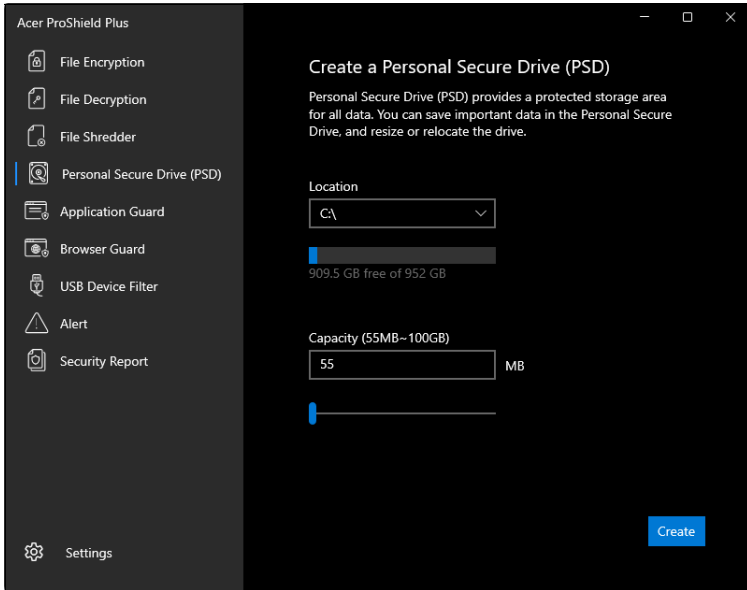 Acer ProShield Plus
File Encryption
File Decryption
File Shredder
Personal Secure Drive (PSD)
Application Guard
Browser Guard
USB Device Filter
Alert
Security Report
Settings
Create a Personal Secure Drive (PSD)
Personal Secure Drive (PSD) provides a protected storage area
for all data. You can save important data in the Personal Secure
Drive, and resize or relocate the drive.
Location
C:\
909.5 GB free of 952 GB
Capacity (55MB~100GB)
55 MB
Create